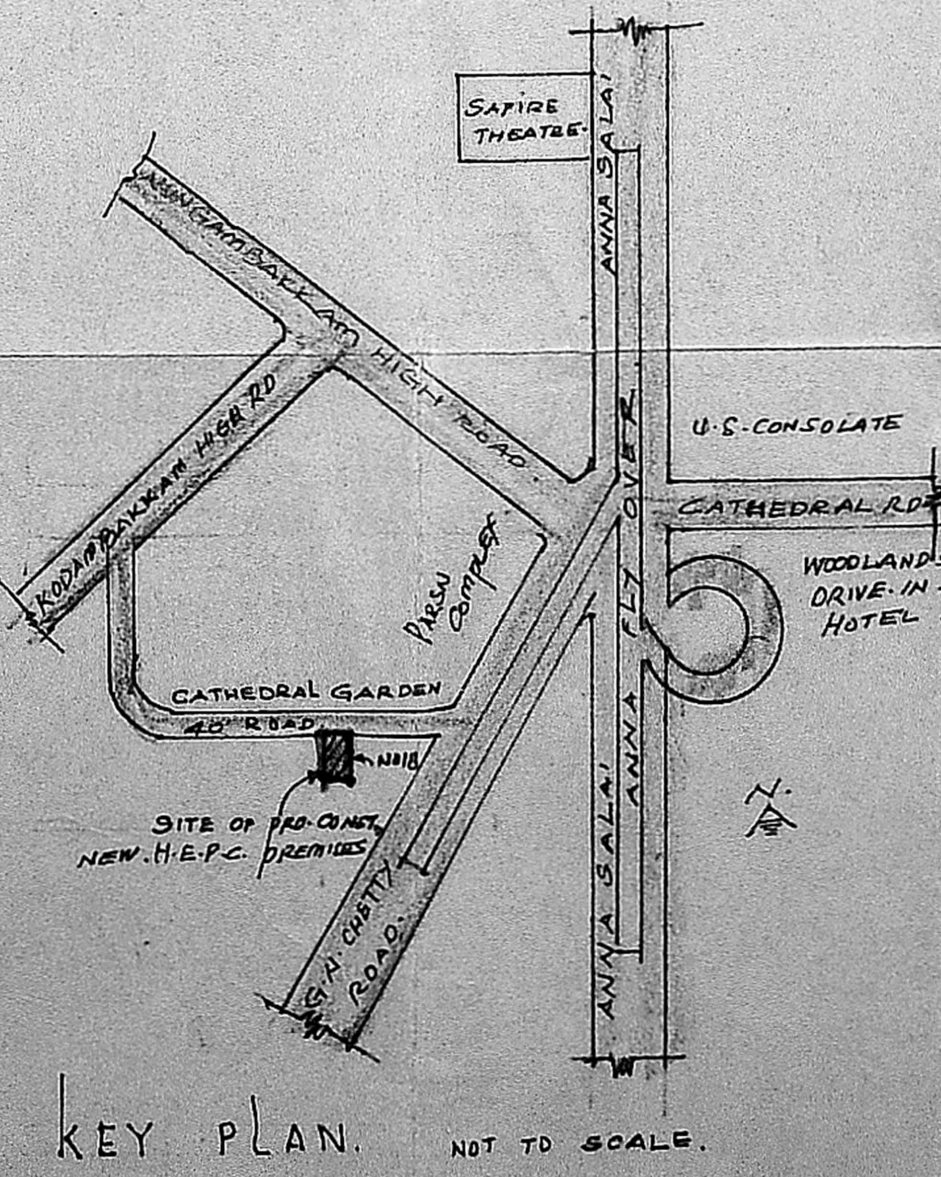 SAFIRE
THEATRE.
ANNA SALAI
NUNGAMBAKKAM HIGH ROAD
KODAMBAKKAM HIGH RD
U.S. CONSOLATE
CATHEDRAL RD
WOODLANDS
DRIVE.IN.
HOTEL
ANNA FLY OVER
PARSN
COMPLEX
CATHEDRAL GARDEN
40' ROAD
NO18
SITE OF PRO.CONST.
NEW.H.E.P.C. PREMICES
N.
G.N. CHETTY
ROAD.
ANNA SALAI
KEY PLAN.
NOT TO SCALE.